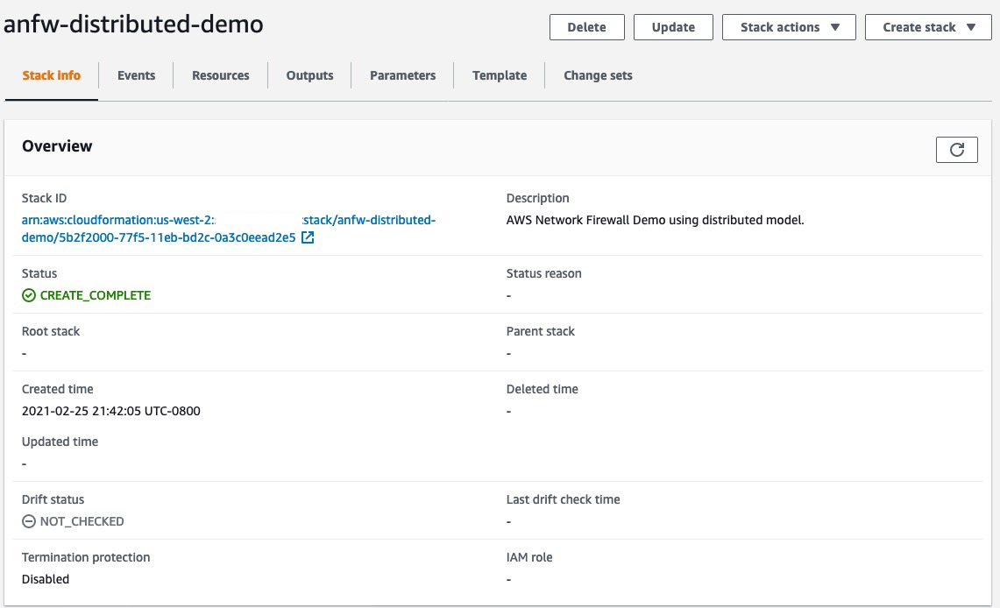 anfw-distributed-demo
Delete Update Stack actions Create stack
Stack info Events Resources Outputs Parameters Template Change sets
Overview
Stack ID
arn:aws:cloudformation:us-west-2: :stack/anfw-distributed-
demo/5b2f2000-77f5-11eb-bd2c-0a3c0eead2e5
Description
AWS Network Firewall Demo using distributed model.
Status
CREATE_COMPLETE
Status reason
-
Root stack
-
Parent stack
-
Created time
2021-02-25 21:42:05 UTC-0800
Deleted time
-
Updated time
-
Drift status
NOT_CHECKED
Last drift check time
-
Termination protection
Disabled
IAM role
-